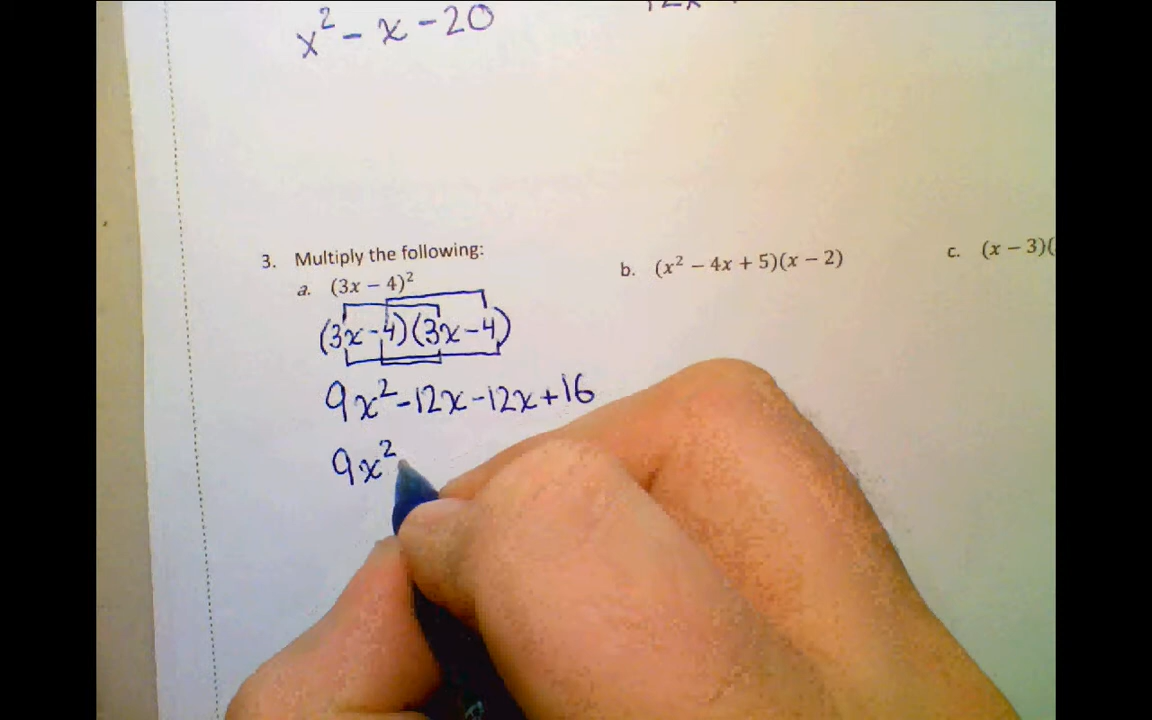 x² - x - 20
3. Multiply the following:
a. (3x − 4)²
b. (x² − 4x + 5)(x − 2)
c. (x − 3)(
(3x-4)(3x-4)
9x²-12x-12x+16
9x²